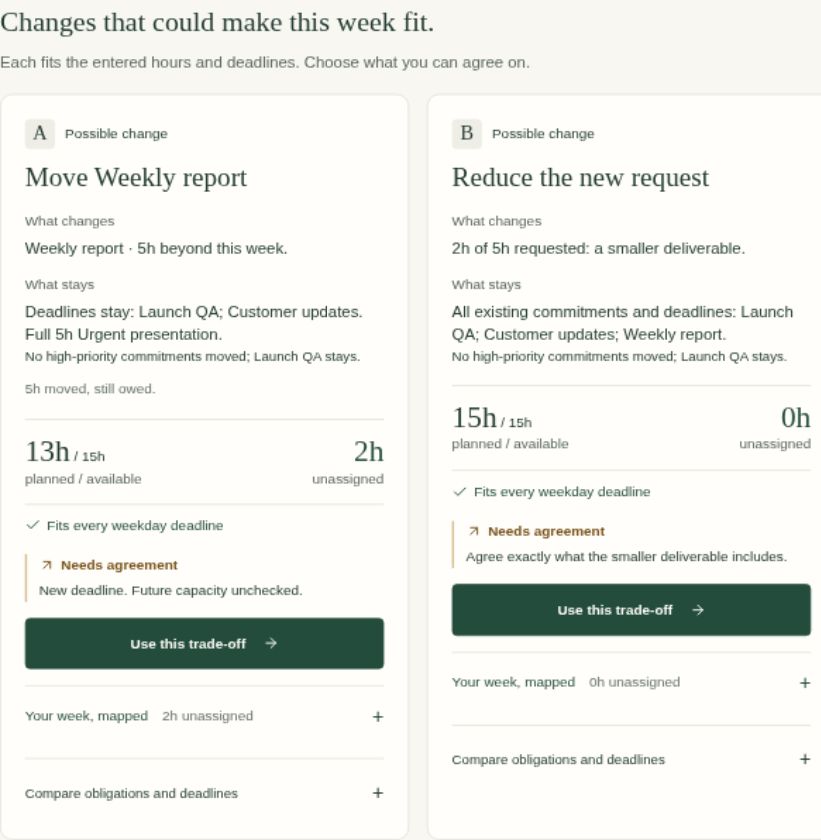 Changes that could make this week fit.
Each fits the entered hours and deadlines. Choose what you can agree on.
A Possible change
Move Weekly report
What changes
Weekly report · 5h beyond this week.
What stays
Deadlines stay: Launch QA; Customer updates.
Full 5h Urgent presentation.
No high-priority commitments moved; Launch QA stays.
5h moved, still owed.
13h / 15h 2h
planned / available unassigned
✓ Fits every weekday deadline
↗ Needs agreement
New deadline. Future capacity unchecked.
Use this trade-off →
Your week, mapped 2h unassigned +
Compare obligations and deadlines +
B Possible change
Reduce the new request
What changes
2h of 5h requested: a smaller deliverable.
What stays
All existing commitments and deadlines: Launch
QA; Customer updates; Weekly report.
No high-priority commitments moved; Launch QA stays.
15h / 15h 0h
planned / available unassigned
✓ Fits every weekday deadline
↗ Needs agreement
Agree exactly what the smaller deliverable includes.
Use this trade-off →
Your week, mapped 0h unassigned +
Compare obligations and deadlines +